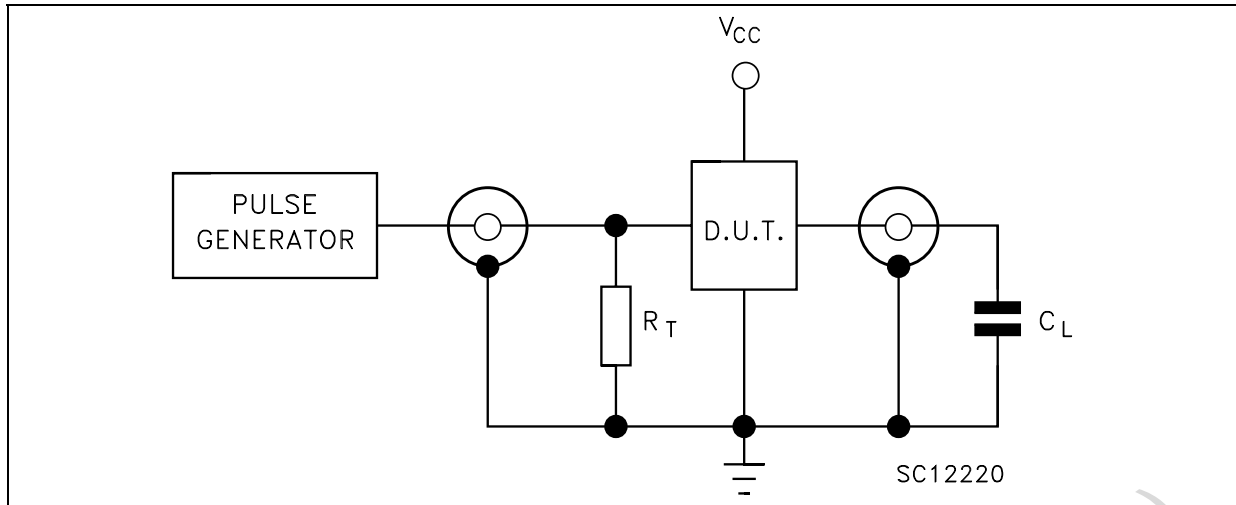 VCC
PULSE
GENERATOR
D.U.T.
RT
CL
SC12220